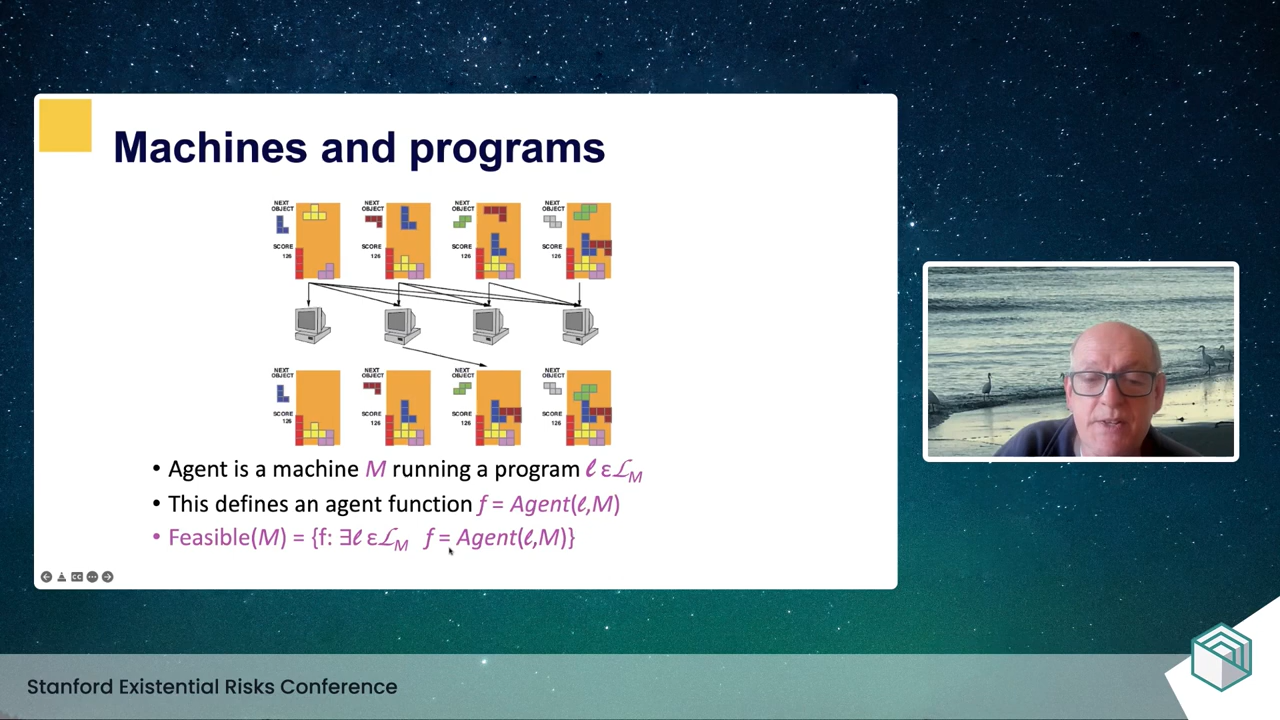 Machines and programs
NEXT OBJECT
SCORE
126
NEXT OBJECT
SCORE
126
NEXT OBJECT
SCORE
126
NEXT OBJECT
SCORE
126
NEXT OBJECT
SCORE
126
NEXT OBJECT
SCORE
126
NEXT OBJECT
SCORE
126
NEXT OBJECT
SCORE
126
• Agent is a machine M running a program ℓ ε ℒM
• This defines an agent function f = Agent(ℓ,M)
• Feasible(M) = {f: ∃ℓ ε ℒM f = Agent(ℓ,M)}
CC
Stanford Existential Risks Conference